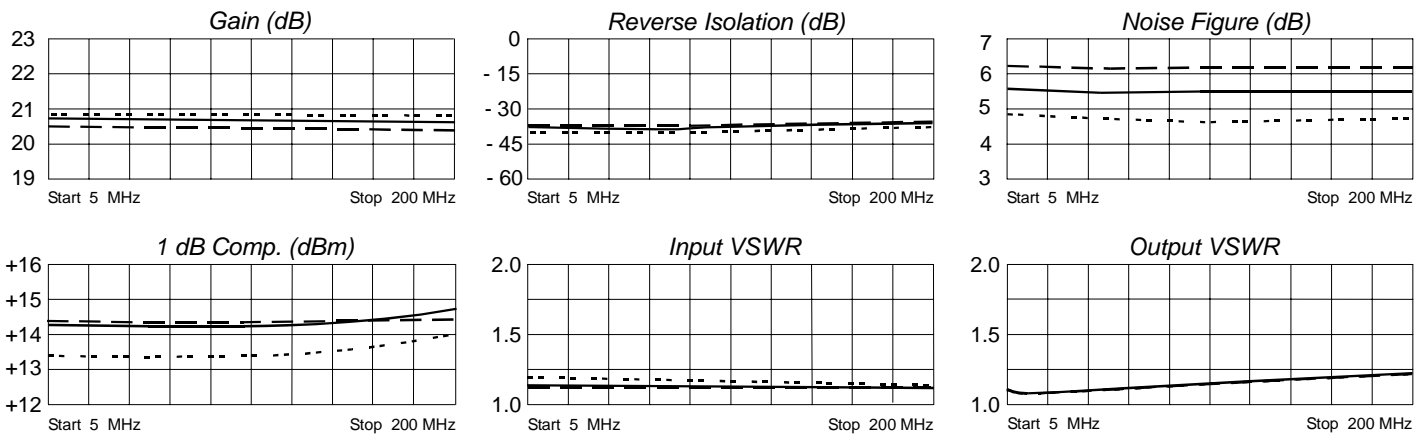 Gain (dB)
23
22
21
20
19
Start 5 MHz
Stop 200 MHz
Reverse Isolation (dB)
0
- 15
- 30
- 45
- 60
Start 5 MHz
Stop 200 MHz
Noise Figure (dB)
7
6
5
4
3
Start 5 MHz
Stop 200 MHz
1 dB Comp. (dBm)
+16
+15
+14
+13
+12
Start 5 MHz
Stop 200 MHz
Input VSWR
2.0
1.5
1.0
Start 5 MHz
Stop 200 MHz
Output VSWR
2.0
1.5
1.0
Start 5 MHz
Stop 200 MHz